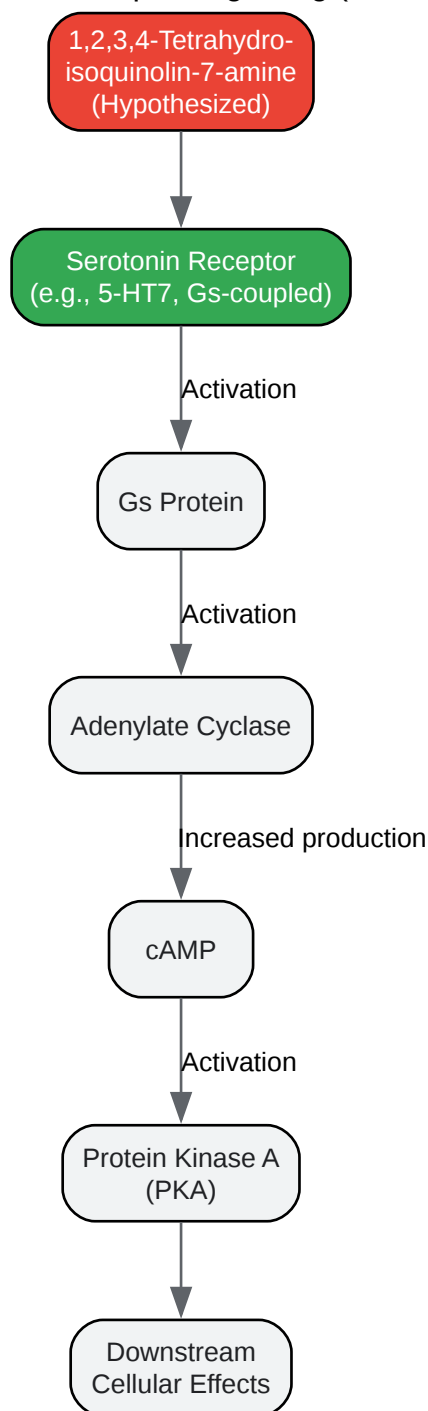 1,2,3,4-Tetrahydro-
isoquinolin-7-amine
(Hypothesized)
Serotonin Receptor
(e.g., 5-HT7, Gs-coupled)
Activation
Gs Protein
Activation
Adenylate Cyclase
Increased production
cAMP
Activation
Protein Kinase A
(PKA)
Downstream
Cellular Effects